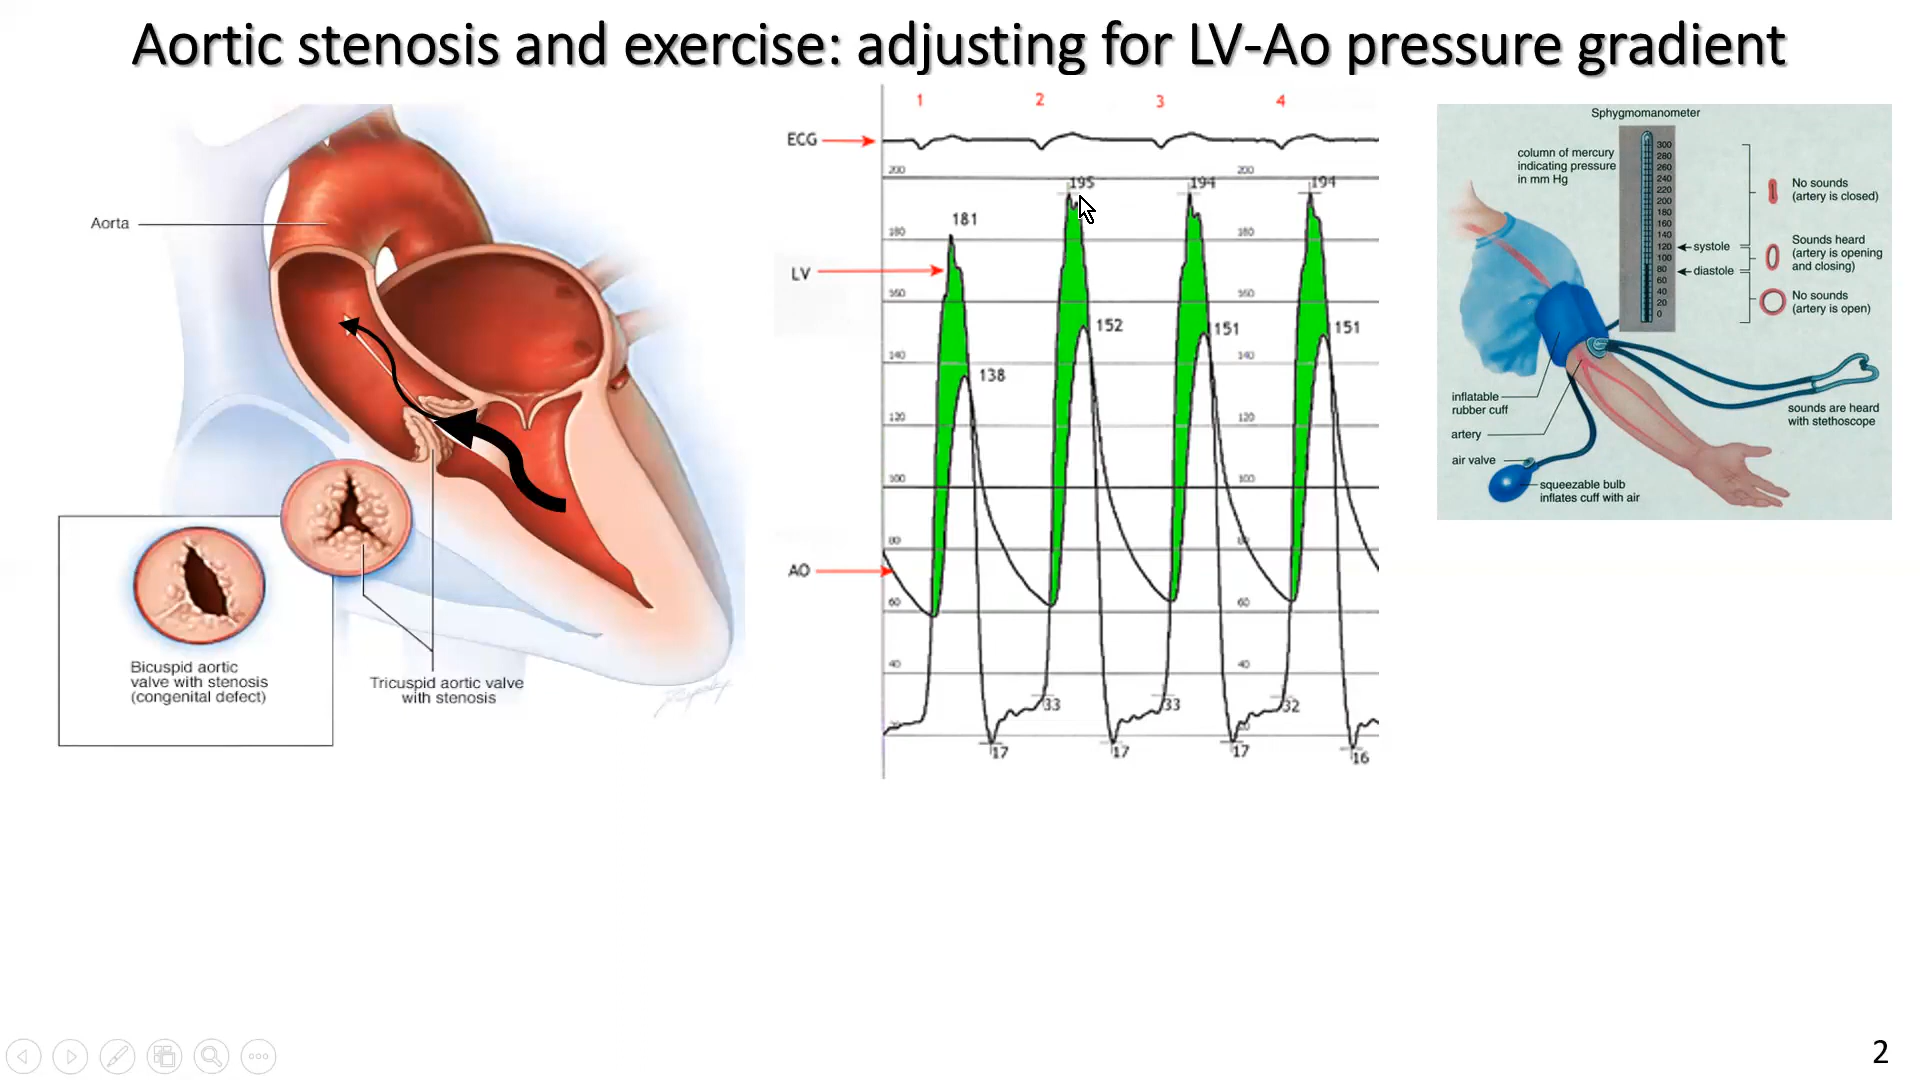 Aortic stenosis and exercise: adjusting for LV-Ao pressure gradient
Aorta
Bicuspid aortic
valve with stenosis
(congenital defect)
Tricuspid aortic valve
with stenosis
1 2 3 4
ECG
200 200
195 194 194
181
180 180
LV
160 160
152 151 151
140 140
138
120 120
100 100
80 80
AO
60 60
40 40
33 33 32
20
17 17 17 16
Sphygmomanometer
column of mercury
indicating pressure
in mm Hg
300
280
260
240
220
200
180
160
140
120
100
80
60
40
20
0
systole
diastole
No sounds
(artery is closed)
Sounds heard
(artery is opening
and closing)
No sounds
(artery is open)
inflatable
rubber cuff
artery
air valve
squeezable bulb
inflates cuff with air
sounds are heard
with stethoscope
2